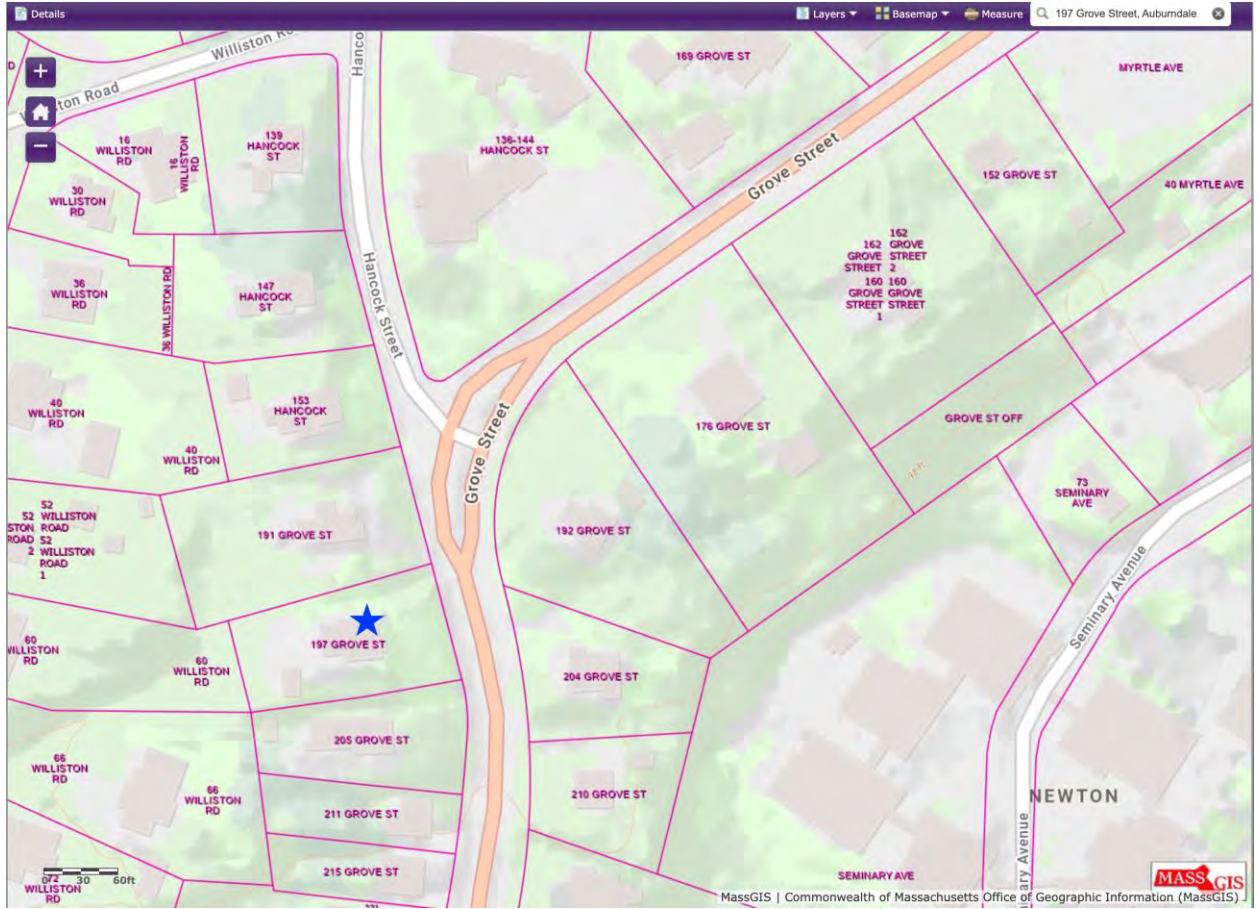 Details
Layers
Basemap
Measure
197 Grove Street, Auburndale
Williston Ro
Hanco
ton Road
169 GROVE ST
MYRTLE AVE
16
WILLISTON
RD
16
WILLISTON
RD
139
HANCOCK
ST
136-144
HANCOCK ST
Grove Street
152 GROVE ST
40 MYRTLE AVE
30
WILLISTON
RD
162
GROVE
STREET
2
162
GROVE
STREET
160
GROVE
STREET
1
160
GROVE
STREET
36
WILLISTON
RD
36 WILLISTON RD
147
HANCOCK
ST
Hancock Street
40
WILLISTON
RD
153
HANCOCK
ST
40
WILLISTON
RD
176 GROVE ST
GROVE ST OFF
Grove Street
73
SEMINARY
AVE
52
STON
ROAD
2
52
WILLISTON
ROAD
52
WILLISTON
ROAD
1
191 GROVE ST
192 GROVE ST
Seminary Avenue
60
WILLISTON
RD
60
WILLISTON
RD
197 GROVE ST
204 GROVE ST
205 GROVE ST
66
WILLISTON
RD
66
WILLISTON
RD
211 GROVE ST
210 GROVE ST
NEWTON
215 GROVE ST
SEMINARY AVE
inary Avenue
0 30 60ft
72
WILLISTON
RD
MASS GIS
MassGIS | Commonwealth of Massachusetts Office of Geographic Information (MassGIS)